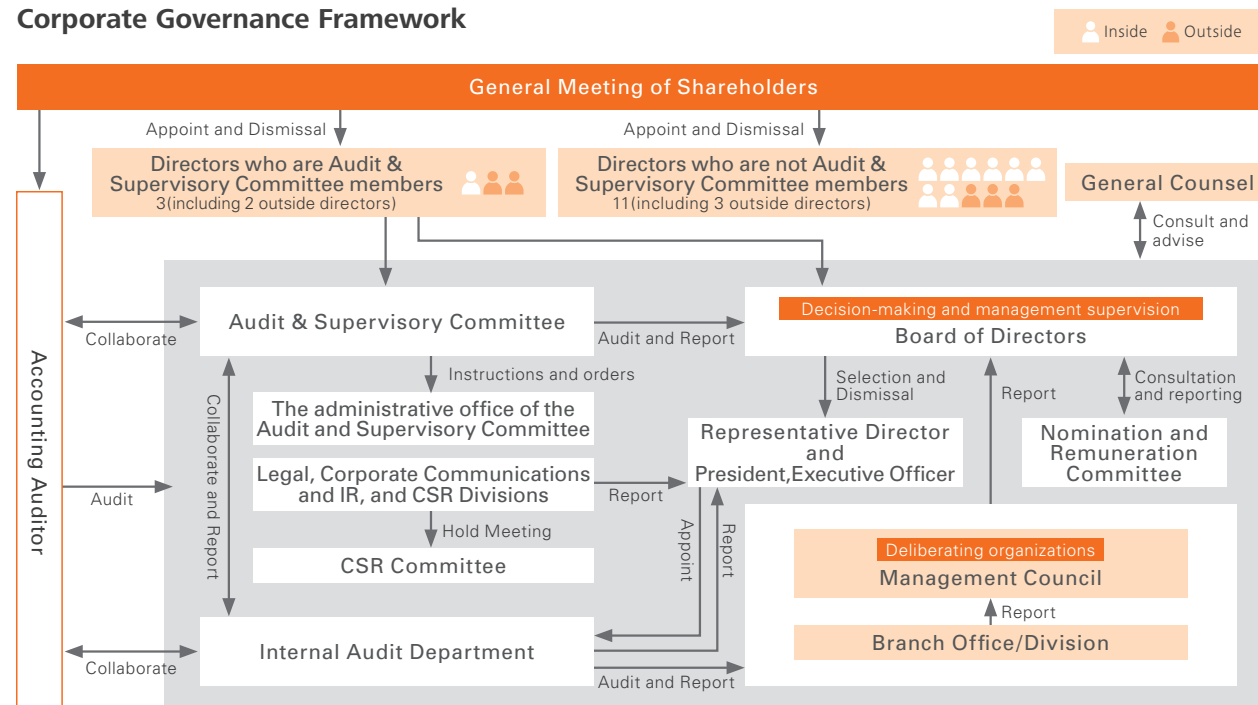 Corporate Governance Framework
Inside
Outside
General Meeting of Shareholders
Appoint and Dismissal
Appoint and Dismissal
Directors who are Audit &
Supervisory Committee members
3(including 2 outside directors)
Directors who are not Audit &
Supervisory Committee members
11(including 3 outside directors)
General Counsel
Consult and
advise
Accounting Auditor
Collaborate
Audit & Supervisory Committee
Audit and Report
Decision-making and management supervision
Board of Directors
Instructions and orders
Selection and
Dismissal
Report
Consultation
and reporting
Collaborate and Report
The administrative office of the
Audit and Supervisory Committee
Representative Director
and
President,Executive Officer
Nomination and
Remuneration
Committee
Audit
Legal, Corporate Communications
and IR, and CSR Divisions
Report
Hold Meeting
CSR Committee
Appoint
Report
Deliberating organizations
Management Council
Report
Branch Office/Division
Collaborate
Internal Audit Department
Audit and Report